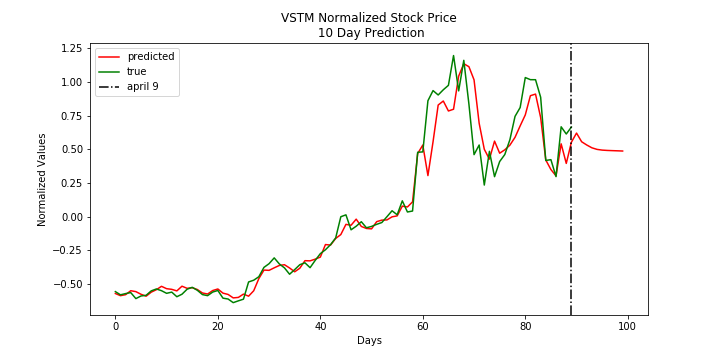 VSTM Normalized Stock Price
10 Day Prediction
predicted
true
april 9
Normalized Values
1.25
1.00
0.75
0.50
0.25
0.00
−0.25
−0.50
0
20
40
60
80
100
Days